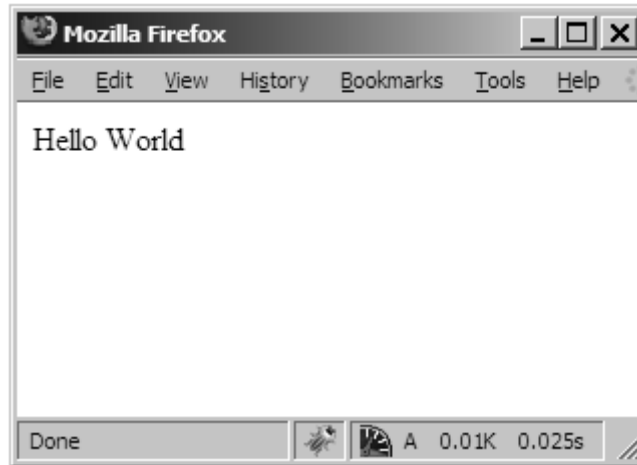 Mozilla Firefox
File Edit View History Bookmarks Tools Help
Hello World
Done A 0.01K 0.025s